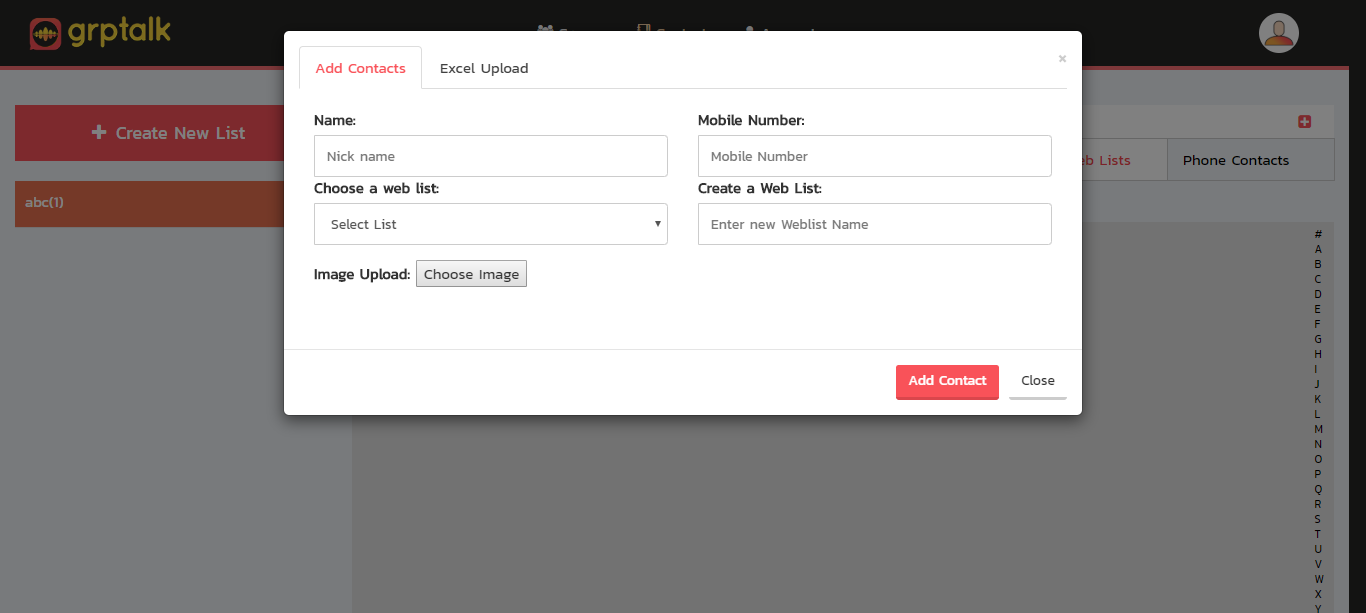 grptalk
Add Contacts
Excel Upload
×
Create New List
abc(1)
Name:
Mobile Number:
Nick name
Mobile Number
Choose a web list:
Create a Web List:
Select List
Enter new Weblist Name
Image Upload: Choose Image
Add Contact
Close
Lists
Phone Contacts
#
A
B
C
D
E
F
G
H
I
J
K
L
M
N
O
P
Q
R
S
T
U
V
W
X
Y